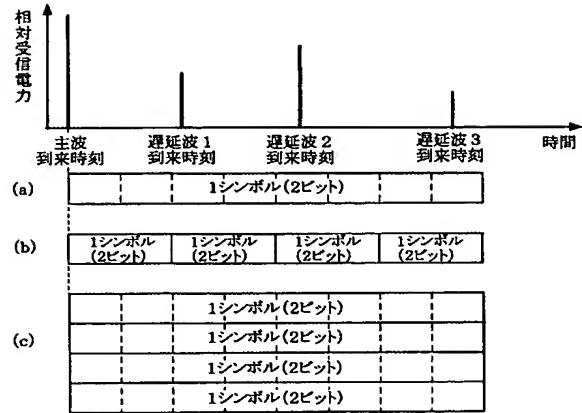 相対受信電力
主波
到来時刻
遅延波1
到来時刻
遅延波2
到来時刻
遅延波3
到来時刻
時間
(a)
1シンボル(2ビット)
(b)
1シンボル
(2ビット)
1シンボル
(2ビット)
1シンボル
(2ビット)
1シンボル
(2ビット)
(c)
1シンボル(2ビット)
1シンボル(2ビット)
1シンボル(2ビット)
1シンボル(2ビット)